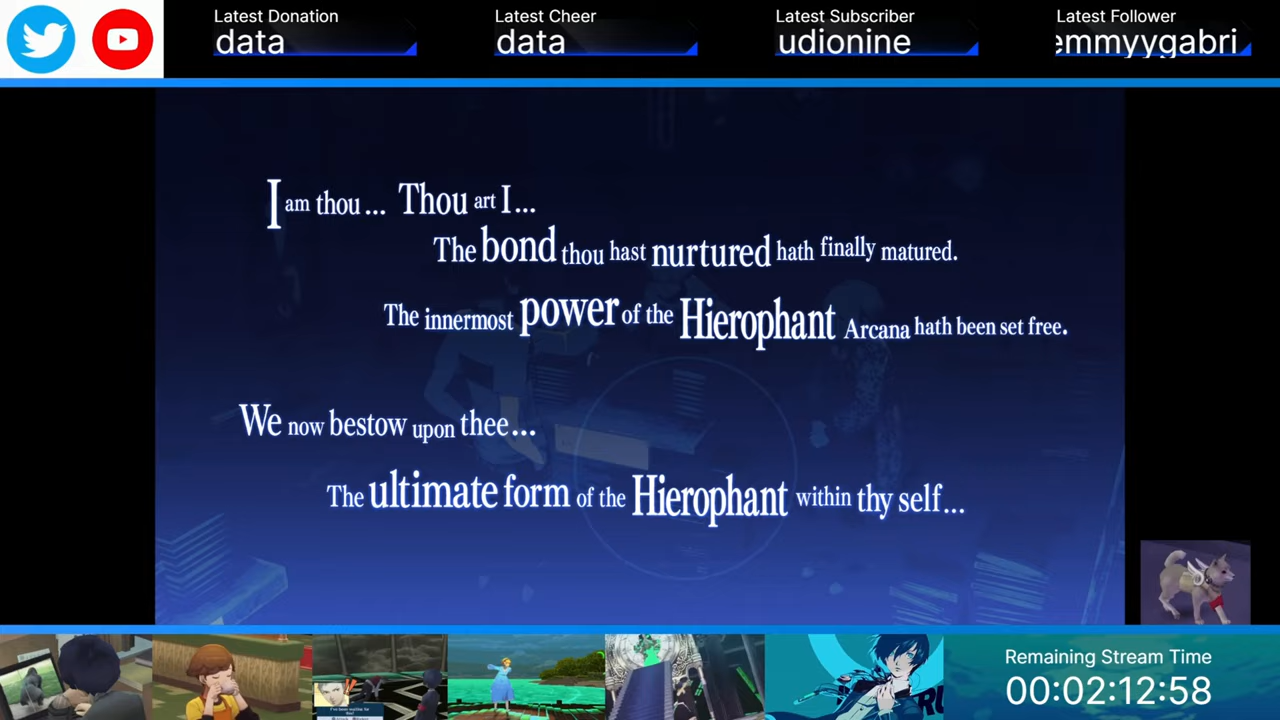 Latest Donation
data
Latest Cheer
data
Latest Subscriber
udionine
Latest Follower
emmyygabri
I am thou... Thou art I...
The bond thou hast nurtured hath finally matured.
The innermost power of the Hierophant Arcana hath been set free.
We now bestow upon thee...
The ultimate form of the Hierophant within thy self...
Remaining Stream Time
00:02:12:58